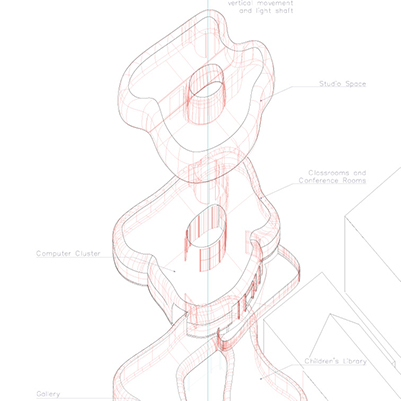 vertical movement
and light shaft
Studio Space
Classrooms and
Conference Rooms
Computer Cluster
Children's Library
Gallery